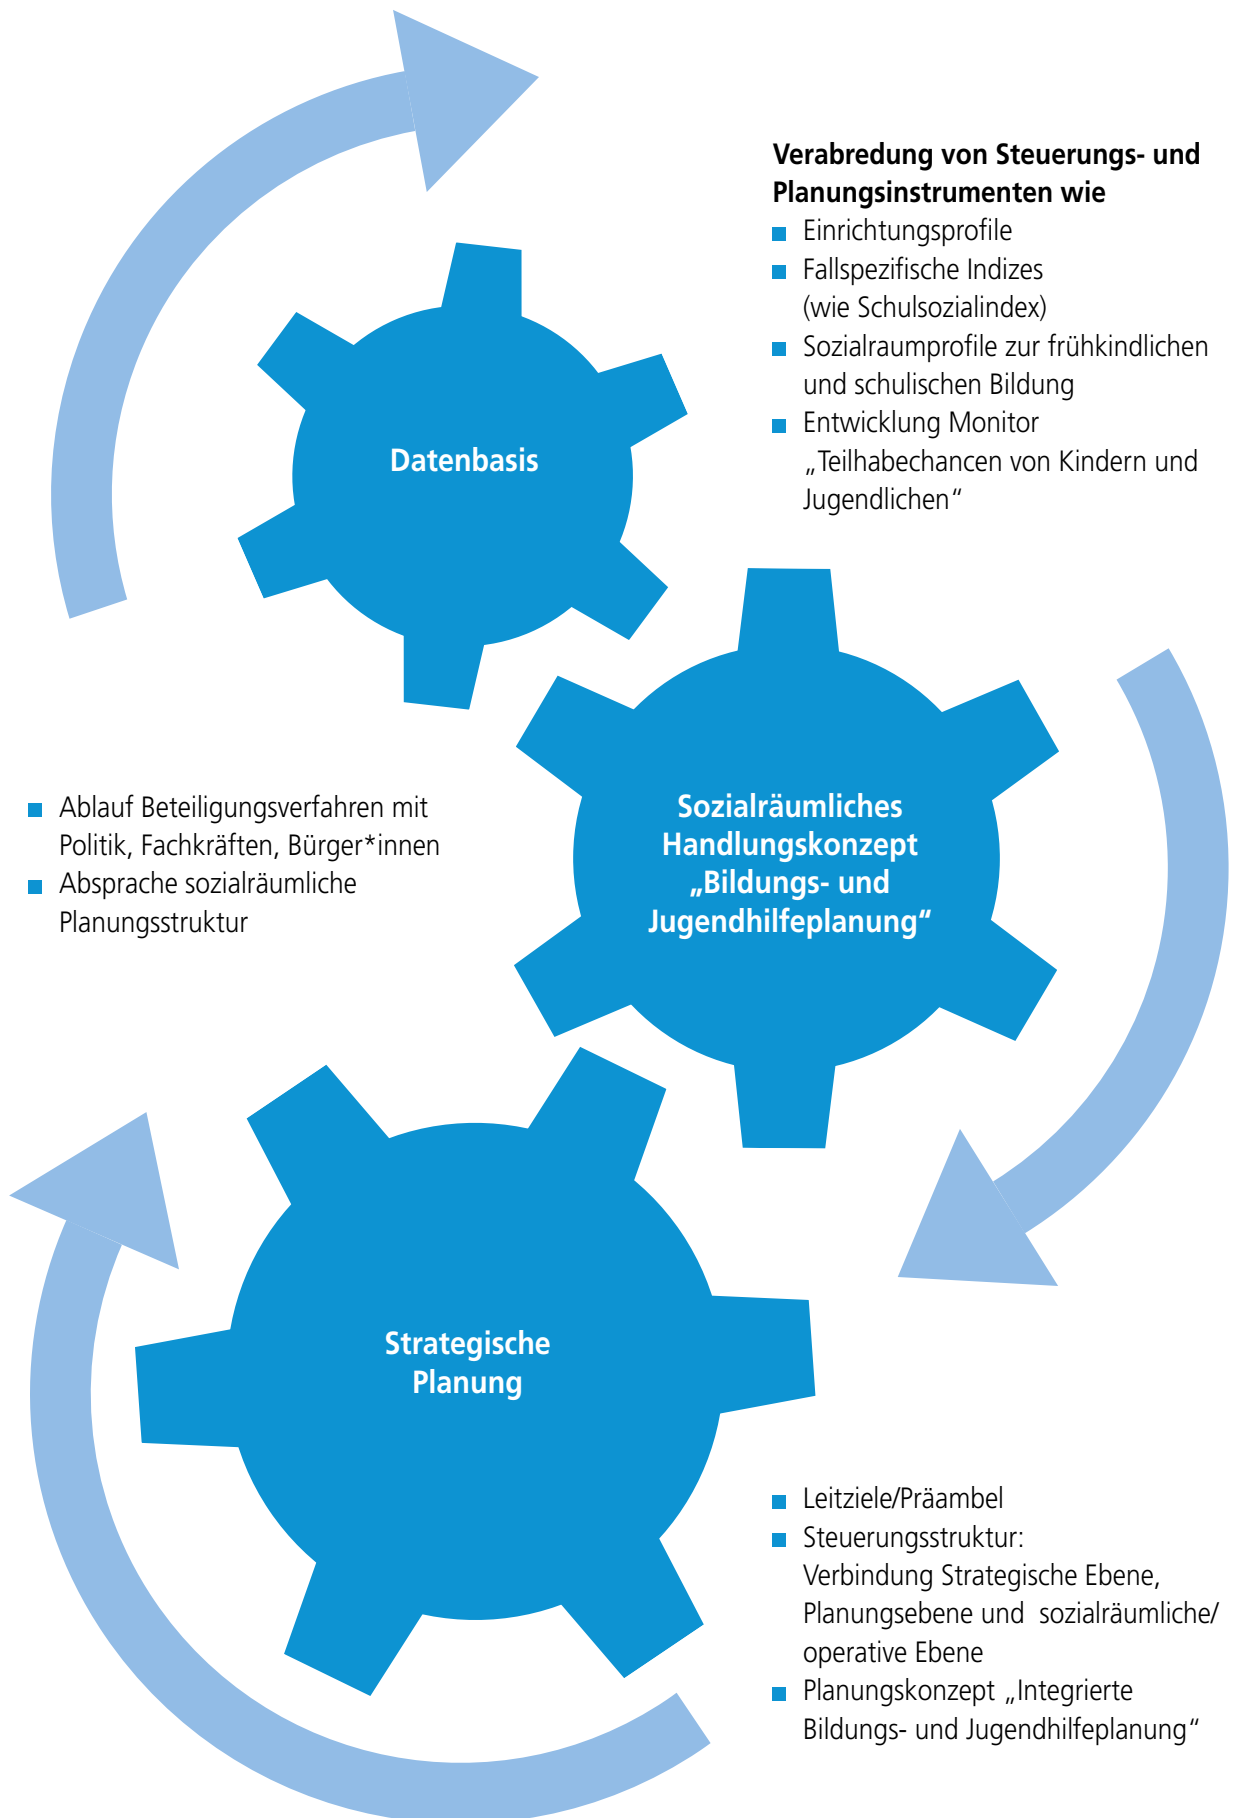 Verabredung von Steuerungs- und
Planungsinstrumenten wie
Einrichtungsprofile
Fallspezifische Indizes
(wie Schulsozialindex)
Sozialraumprofile zur frühkindlichen
und schulischen Bildung
Entwicklung Monitor
„Teilhabechancen von Kindern und
Jugendlichen“
Datenbasis
Ablauf Beteiligungsverfahren mit
Politik, Fachkräften, Bürger*innen
Absprache sozialräumliche
Planungsstruktur
Sozialräumliches
Handlungskonzept
„Bildungs- und
Jugendhilfeplanung“
Strategische
Planung
Leitziele/Präambel
Steuerungsstruktur:
Verbindung Strategische Ebene,
Planungsebene und sozialräumliche/
operative Ebene
Planungskonzept „Integrierte
Bildungs- und Jugendhilfeplanung“